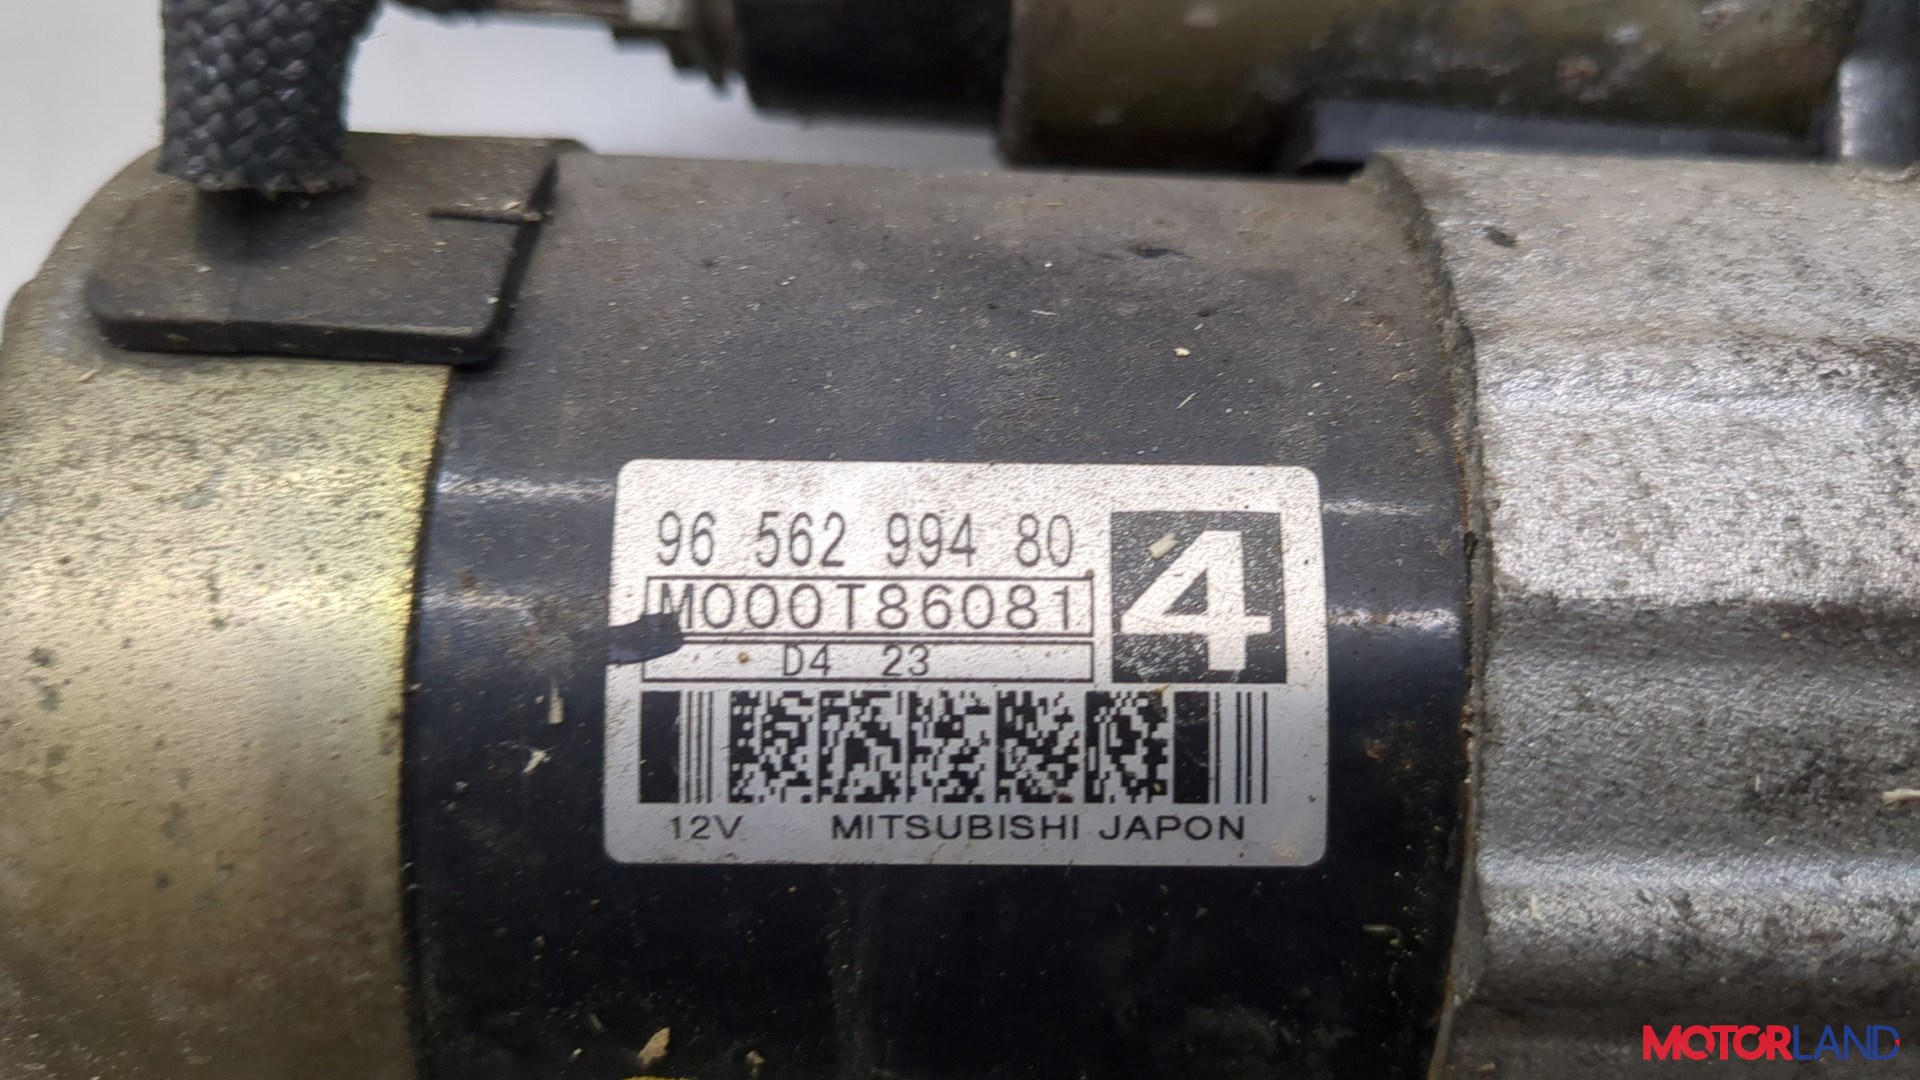 96 562 994 80
4
M000T86081
D4 23
12V MITSUBISHI JAPON
MOTORLAND